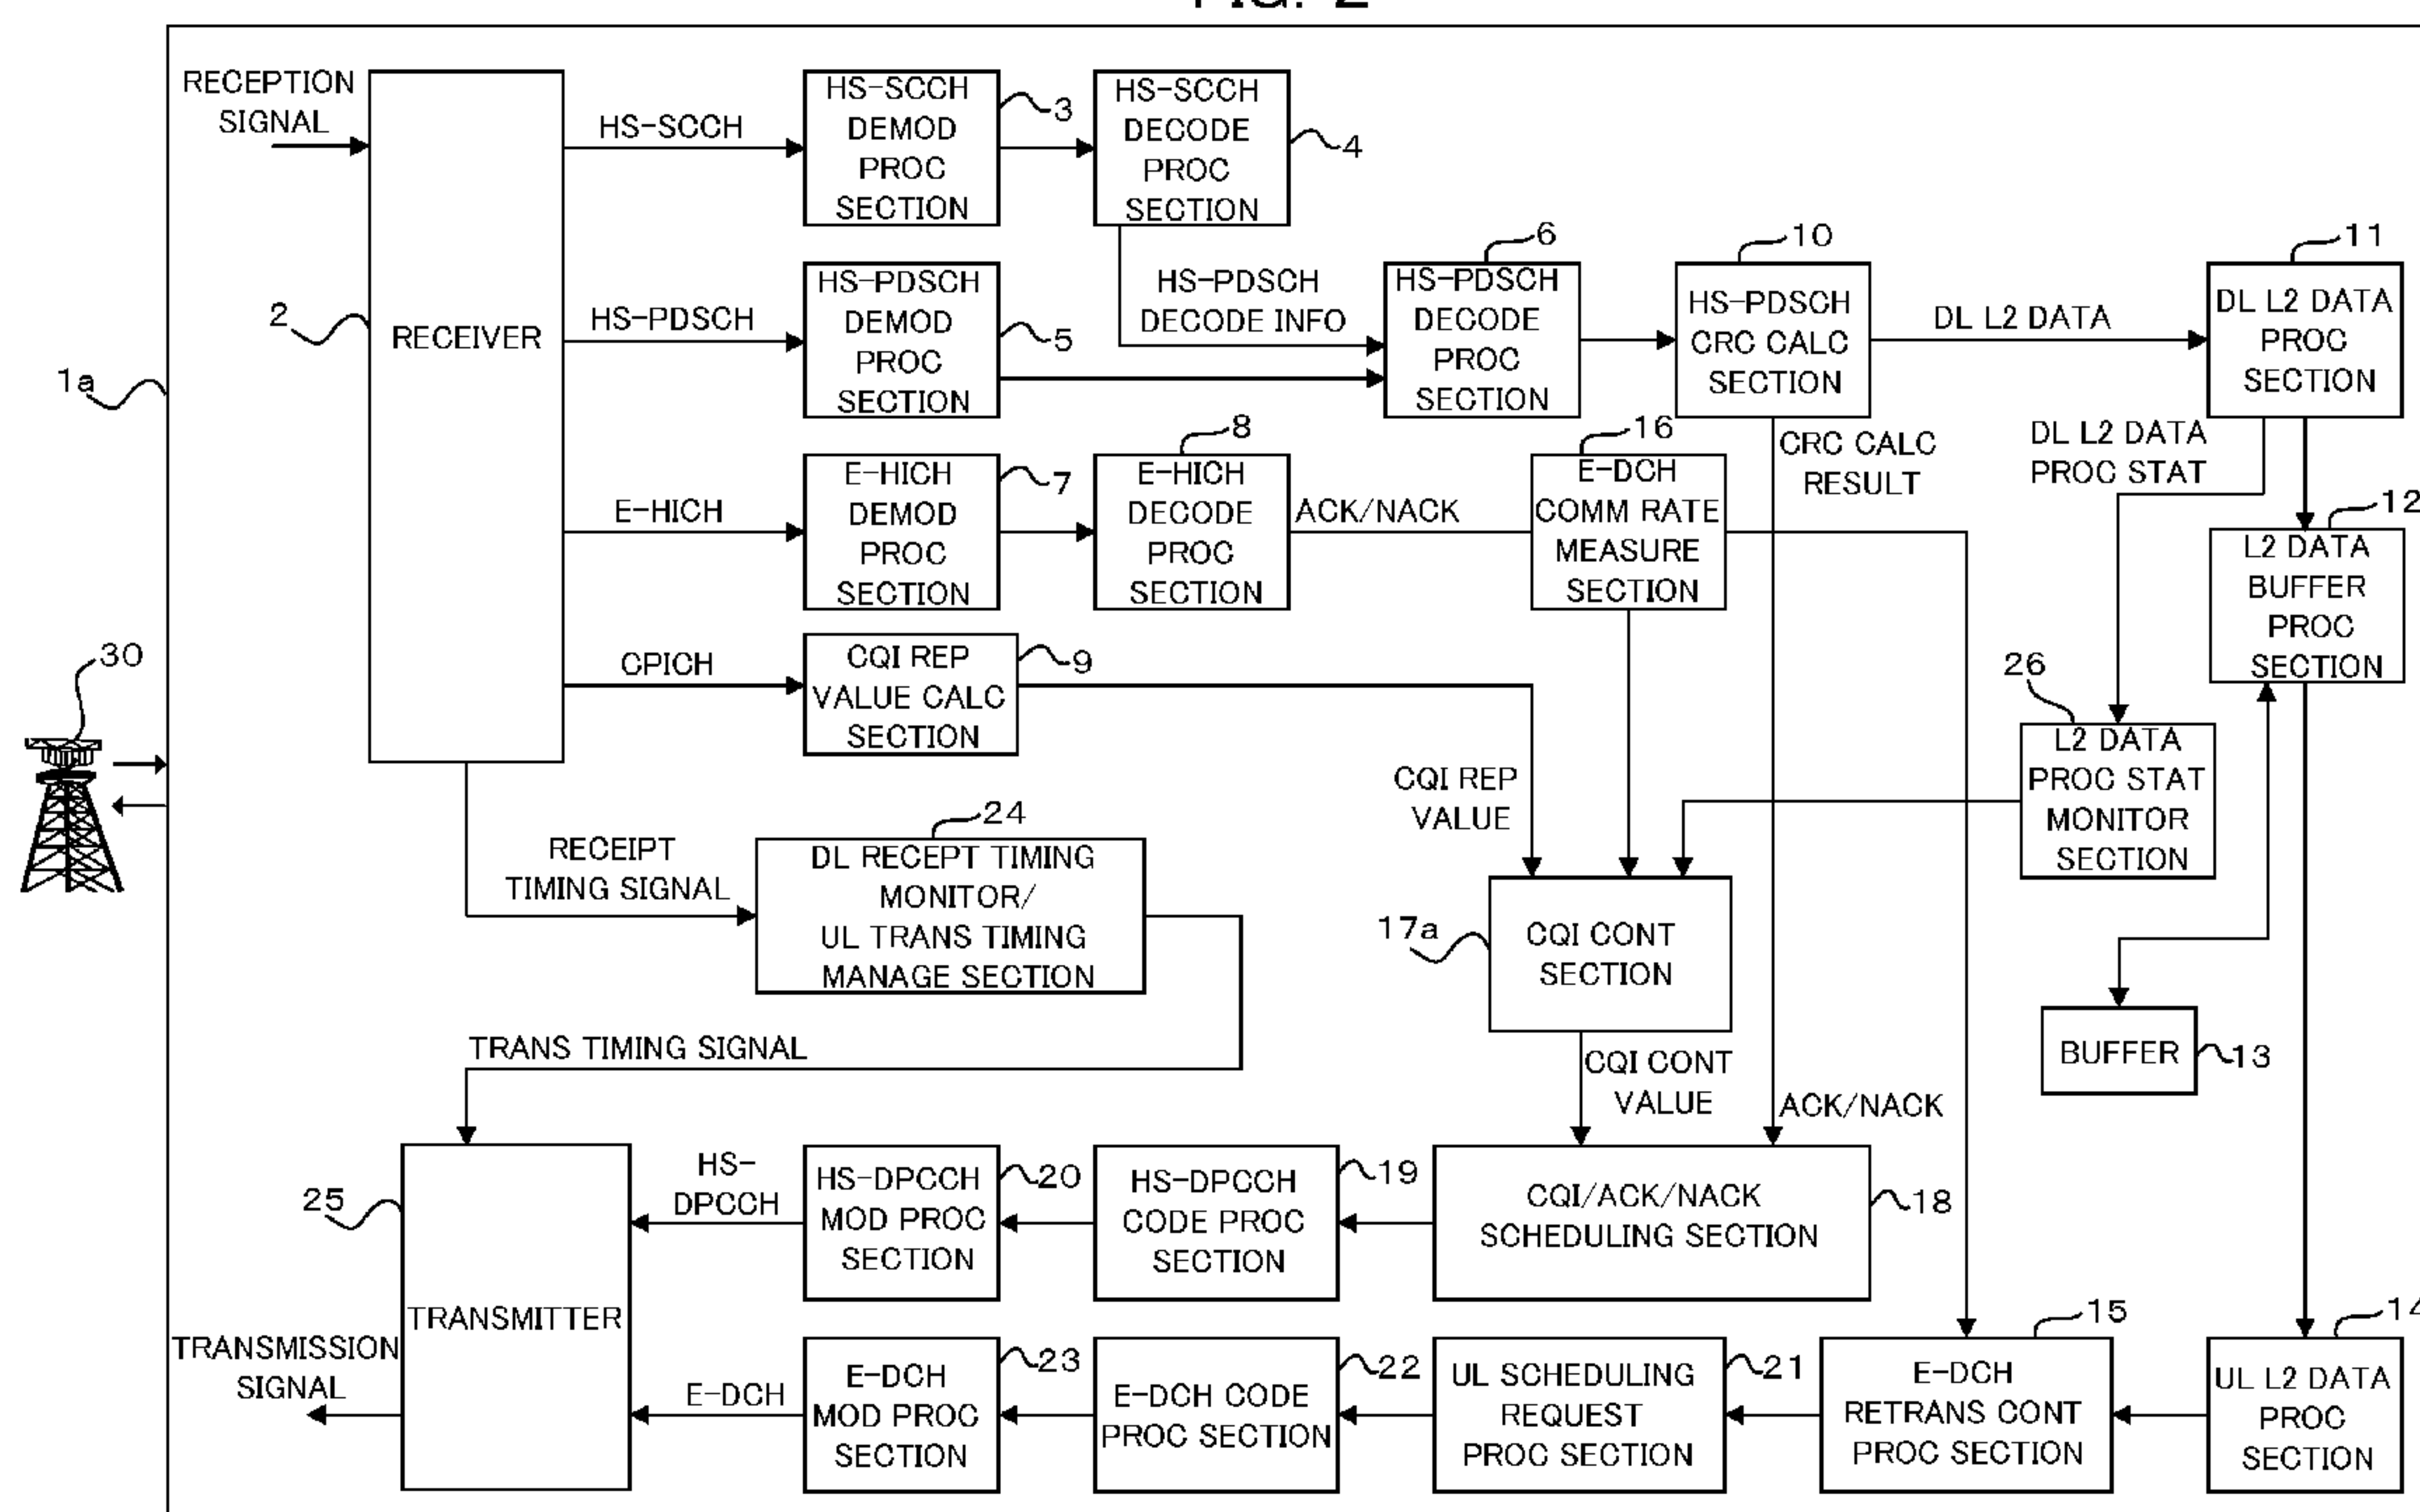 FIG. 2
RECEPTION
SIGNAL
RECEIVER
2
1a
30
HS-SCCH
HS-SCCH
DEMOD
PROC
SECTION
3
HS-SCCH
DECODE
PROC
SECTION
4
HS-PDSCH
HS-PDSCH
DEMOD
PROC
SECTION
5
HS-PDSCH
DECODE INFO
HS-PDSCH
DECODE
PROC
SECTION
6
HS-PDSCH
CRC CALC
SECTION
10
DL L2 DATA
DL L2 DATA
PROC
SECTION
11
E-HICH
E-HICH
DEMOD
PROC
SECTION
7
E-HICH
DECODE
PROC
SECTION
8
ACK/NACK
E-DCH
COMM RATE
MEASURE
SECTION
16
CRC CALC
RESULT
DL L2 DATA
PROC STAT
L2 DATA
BUFFER
PROC
SECTION
12
CPICH
CQI REP
VALUE CALC
SECTION
9
CQI REP
VALUE
L2 DATA
PROC STAT
MONITOR
SECTION
26
RECEIPT
TIMING SIGNAL
DL RECEPT TIMING
MONITOR/
UL TRANS TIMING
MANAGE SECTION
24
CQI CONT
SECTION
17a
BUFFER
13
TRANS TIMING SIGNAL
CQI CONT
VALUE
ACK/NACK
TRANSMITTER
25
HS-
DPCCH
HS-DPCCH
MOD PROC
SECTION
20
HS-DPCCH
CODE PROC
SECTION
19
CQI/ACK/NACK
SCHEDULING SECTION
18
TRANSMISSION
SIGNAL
E-DCH
E-DCH
MOD PROC
SECTION
23
E-DCH CODE
PROC SECTION
22
UL SCHEDULING
REQUEST
PROC SECTION
21
E-DCH
RETRANS CONT
PROC SECTION
15
UL L2 DATA
PROC
SECTION
14